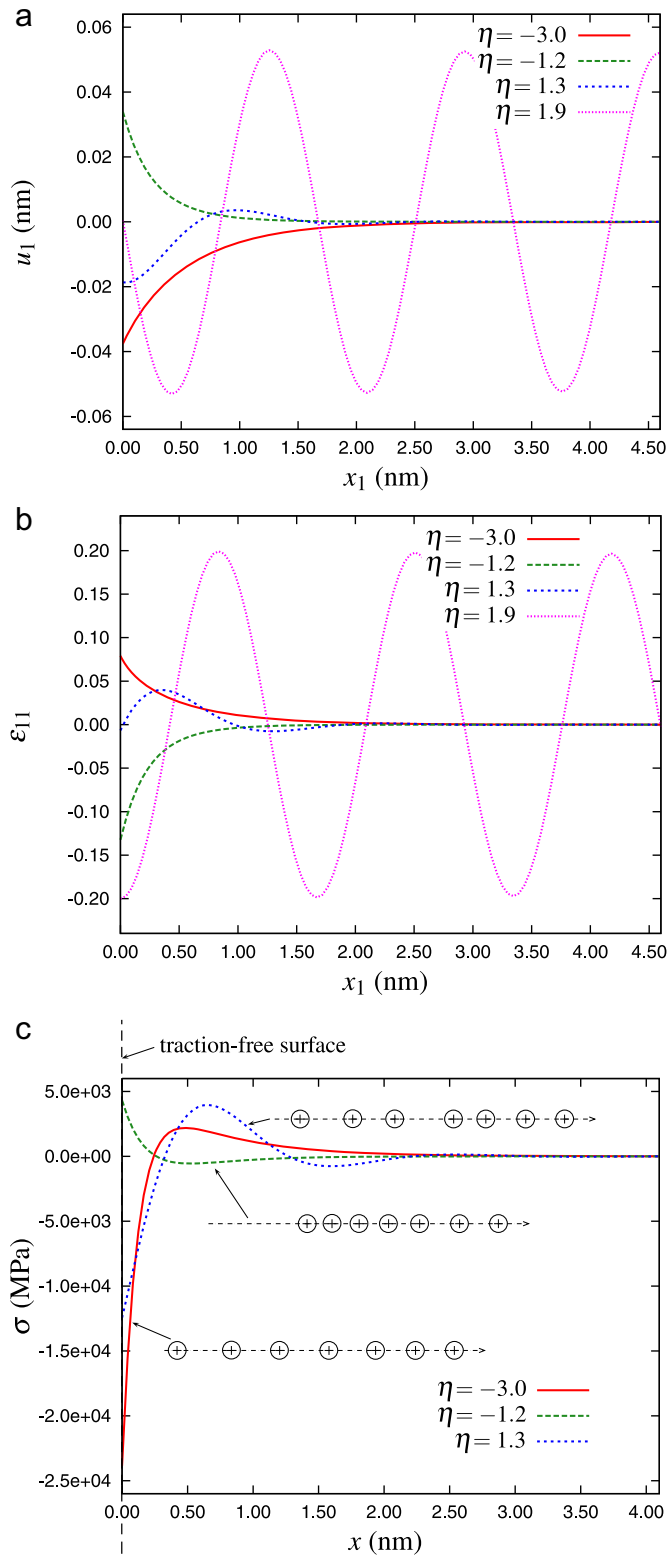 a
η = −3.0
η = −1.2
η = 1.3
η = 1.9
0.06
0.04
0.02
0.00
-0.02
-0.04
-0.06
u₁ (nm)
0.00 0.50 1.00 1.50 2.00 2.50 3.00 3.50 4.00 4.50
x₁ (nm)
b
η = −3.0
η = −1.2
η = 1.3
η = 1.9
0.20
0.15
0.10
0.05
0.00
-0.05
-0.10
-0.15
-0.20
ε₁₁
0.00 0.50 1.00 1.50 2.00 2.50 3.00 3.50 4.00 4.50
x₁ (nm)
c
traction-free surface
5.0e+03
0.0e+00
-5.0e+03
-1.0e+04
-1.5e+04
-2.0e+04
-2.5e+04
σ (MPa)
η = −3.0
η = −1.2
η = 1.3
0.00 0.50 1.00 1.50 2.00 2.50 3.00 3.50 4.00
x (nm)